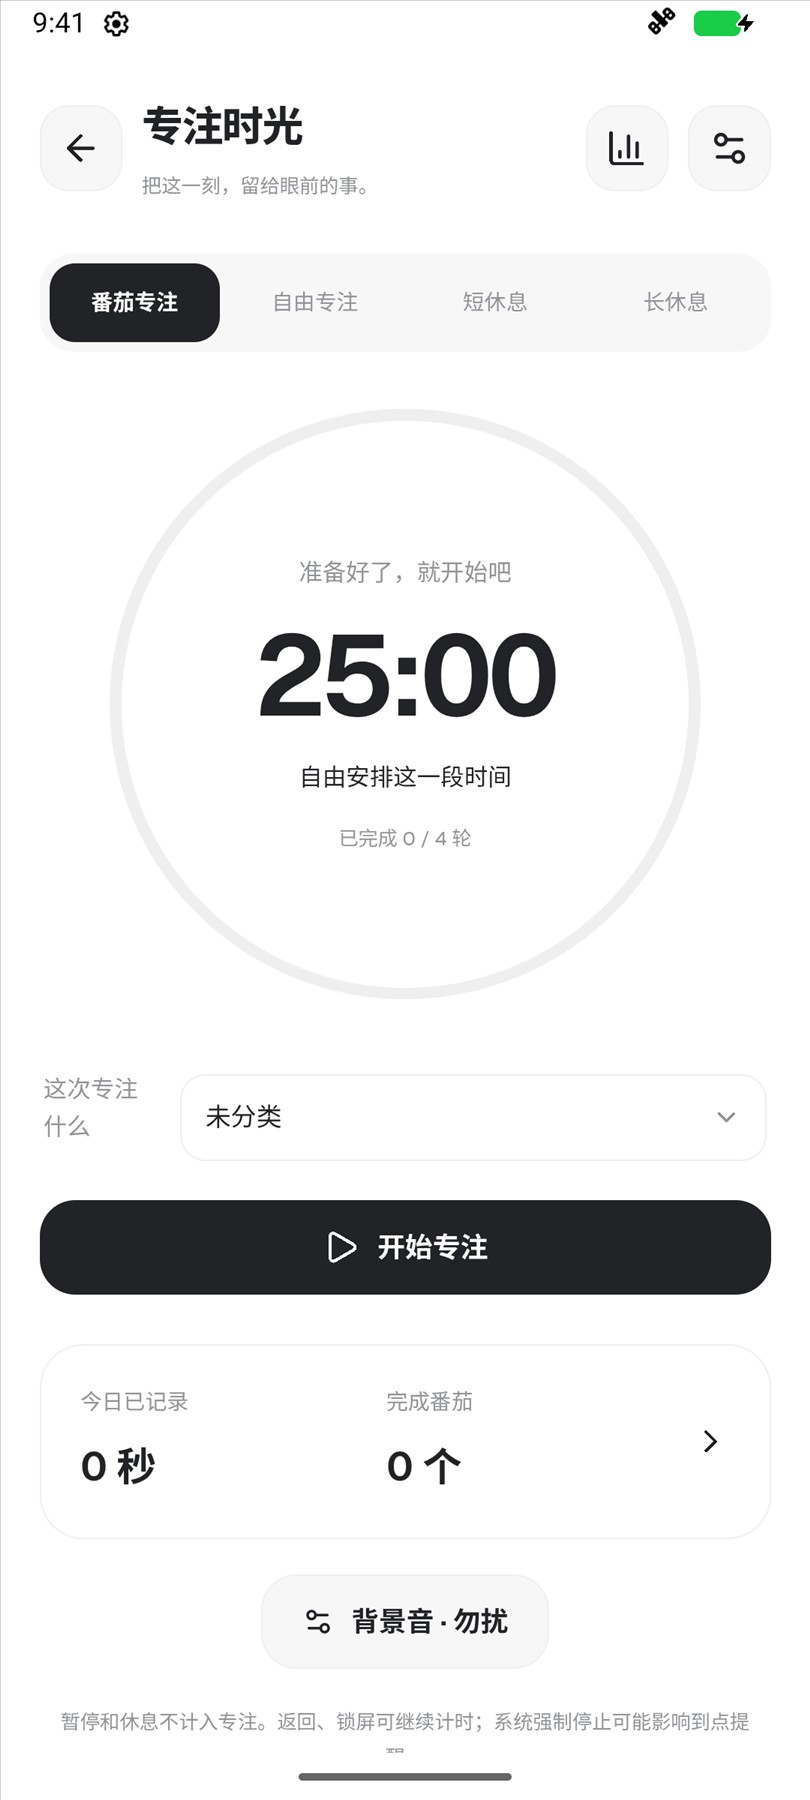 9:41
专注时光
把这一刻，留给眼前的事。
番茄专注
自由专注
短休息
长休息
准备好了，就开始吧
25:00
自由安排这一段时间
已完成 0 / 4 轮
这次专注
什么
未分类
开始专注
今日已记录
完成番茄
0 秒
0 个
背景音 · 勿扰
暂停和休息不计入专注。返回、锁屏可继续计时；系统强制停止可能影响到点提